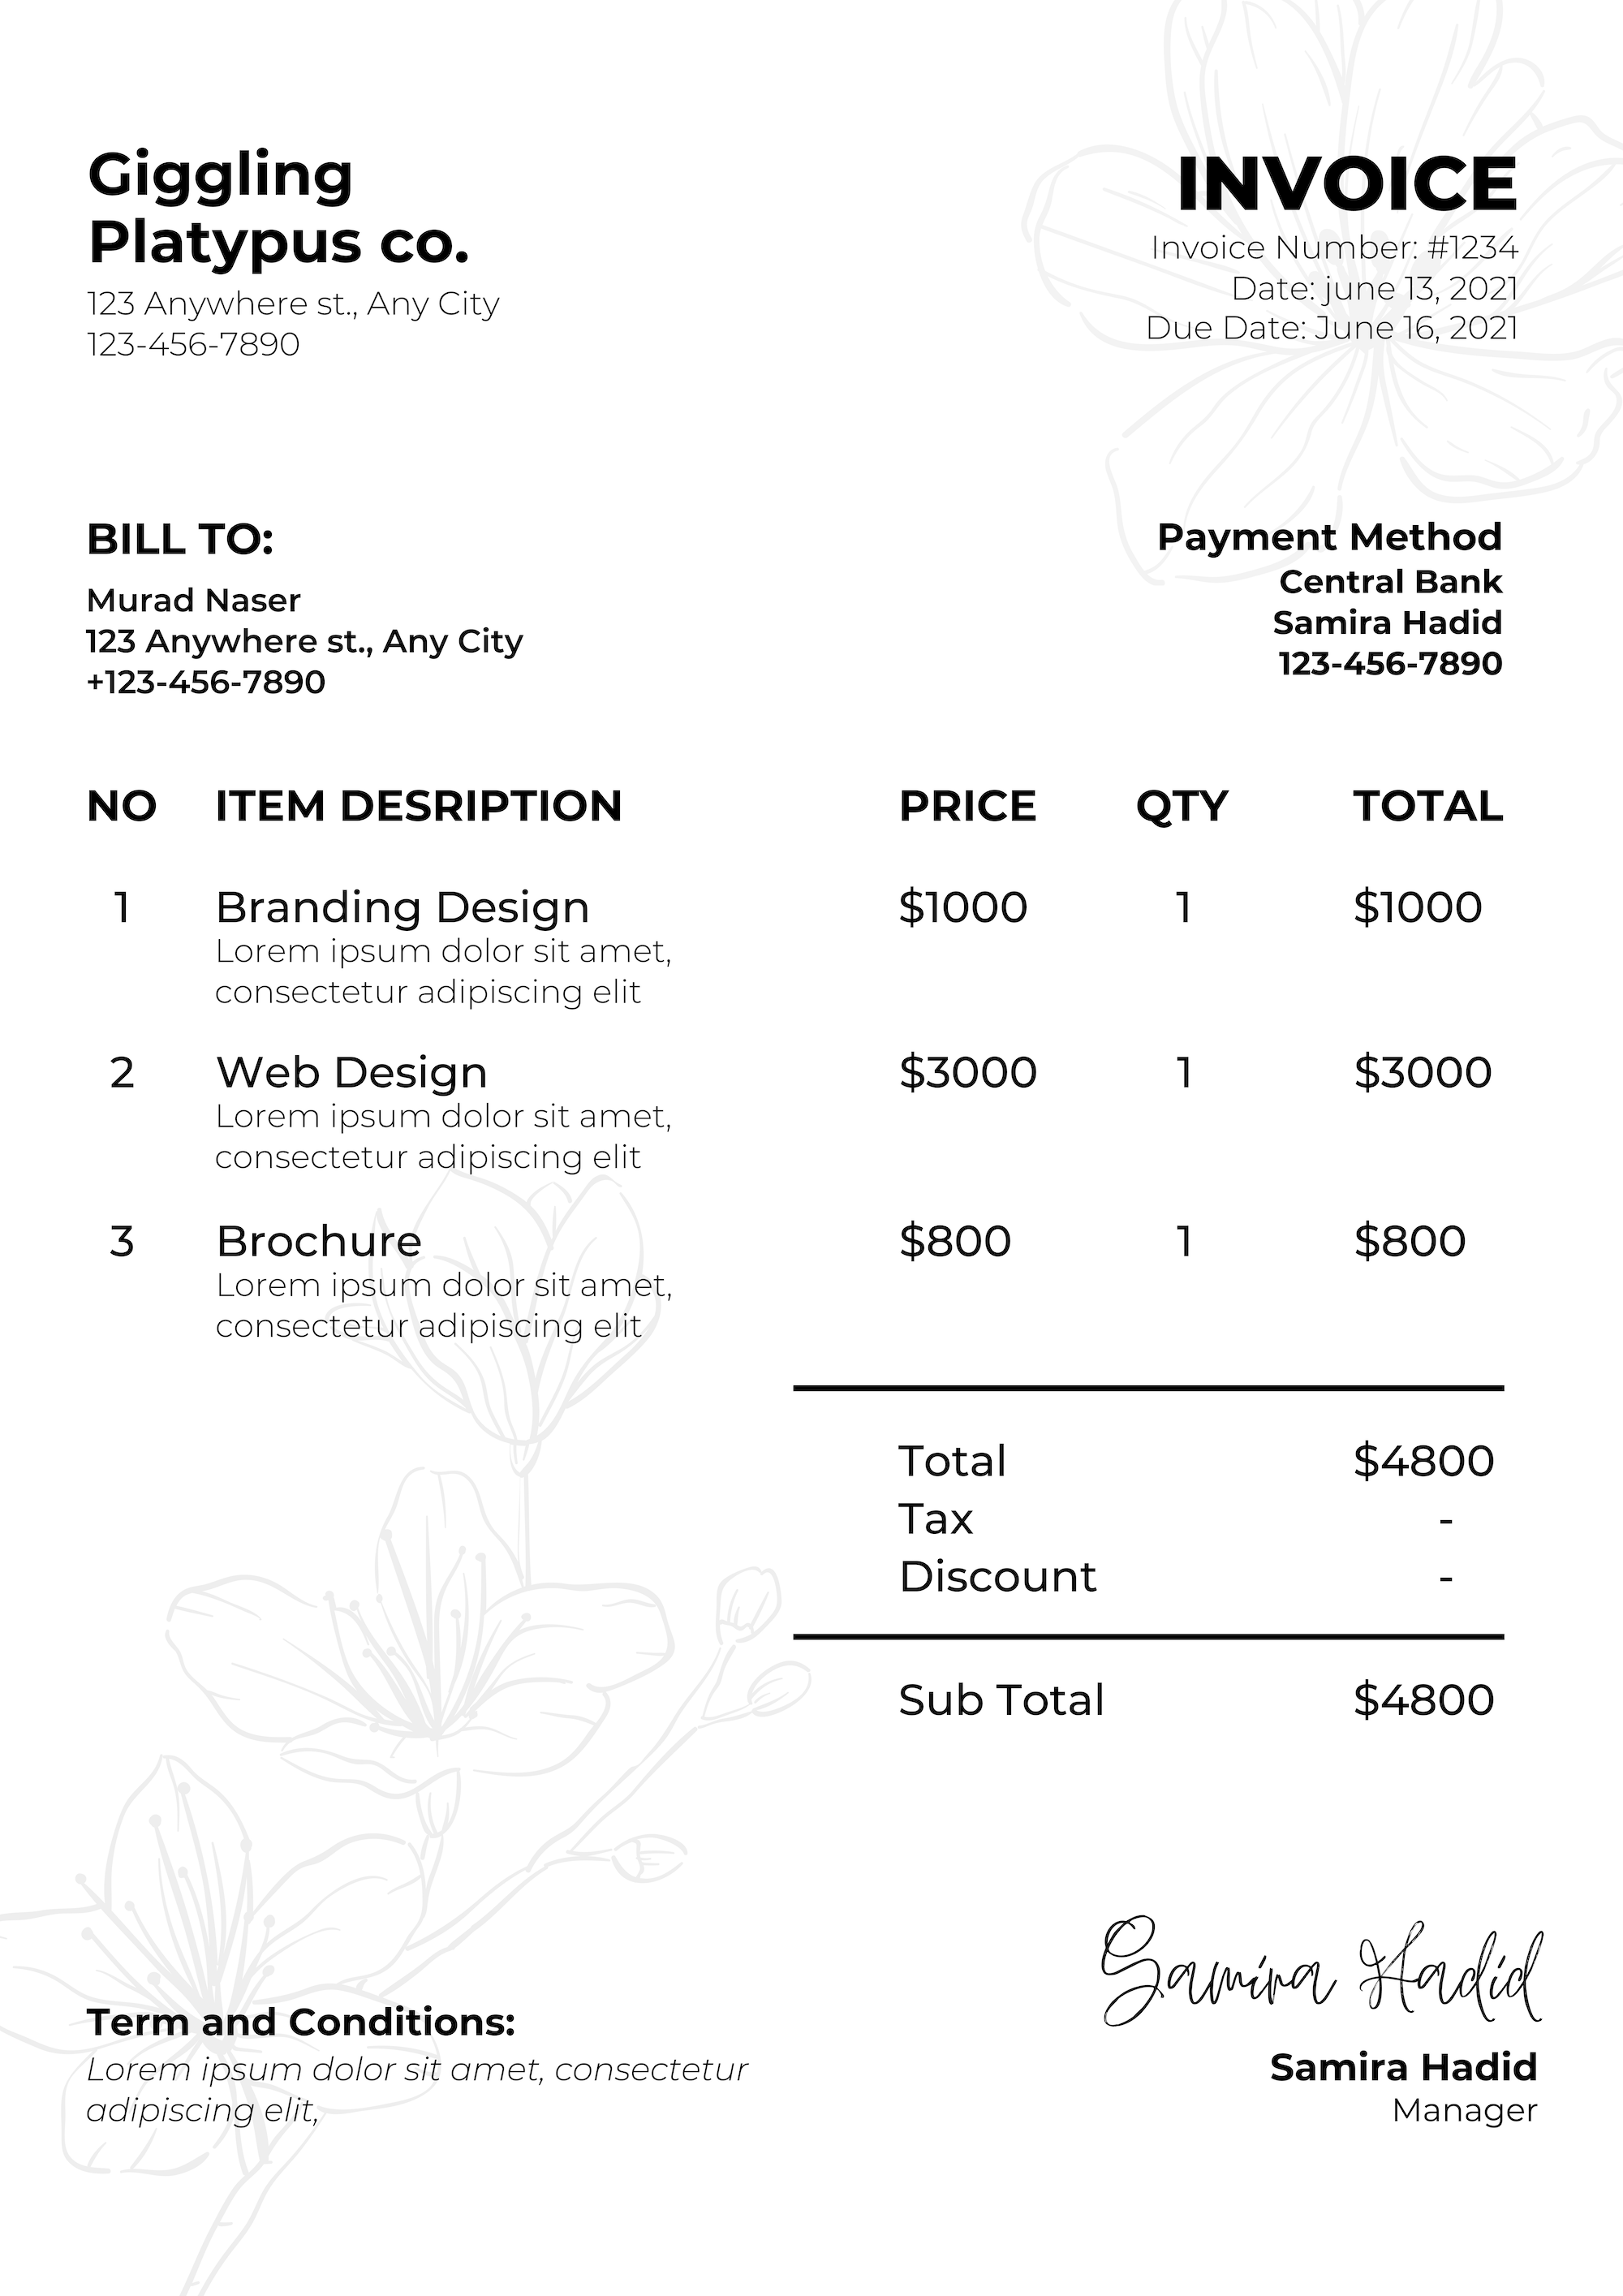 Giggling
Platypus co.
123 Anywhere st., Any City
123-456-7890
INVOICE
Invoice Number: #1234
Date: june 13, 2021
Due Date: June 16, 2021
BILL TO:
Murad Naser
123 Anywhere st., Any City
+123-456-7890
Payment Method
Central Bank
Samira Hadid
123-456-7890
NO ITEM DESRIPTION PRICE QTY TOTAL
1 Branding Design $1000 1 $1000
Lorem ipsum dolor sit amet,
consectetur adipiscing elit
2 Web Design $3000 1 $3000
Lorem ipsum dolor sit amet,
consectetur adipiscing elit
3 Brochure $800 1 $800
Lorem ipsum dolor sit amet,
consectetur adipiscing elit
Total $4800
Tax -
Discount -
Sub Total $4800
Samira Hadid
Samira Hadid
Manager
Term and Conditions:
Lorem ipsum dolor sit amet, consectetur
adipiscing elit,